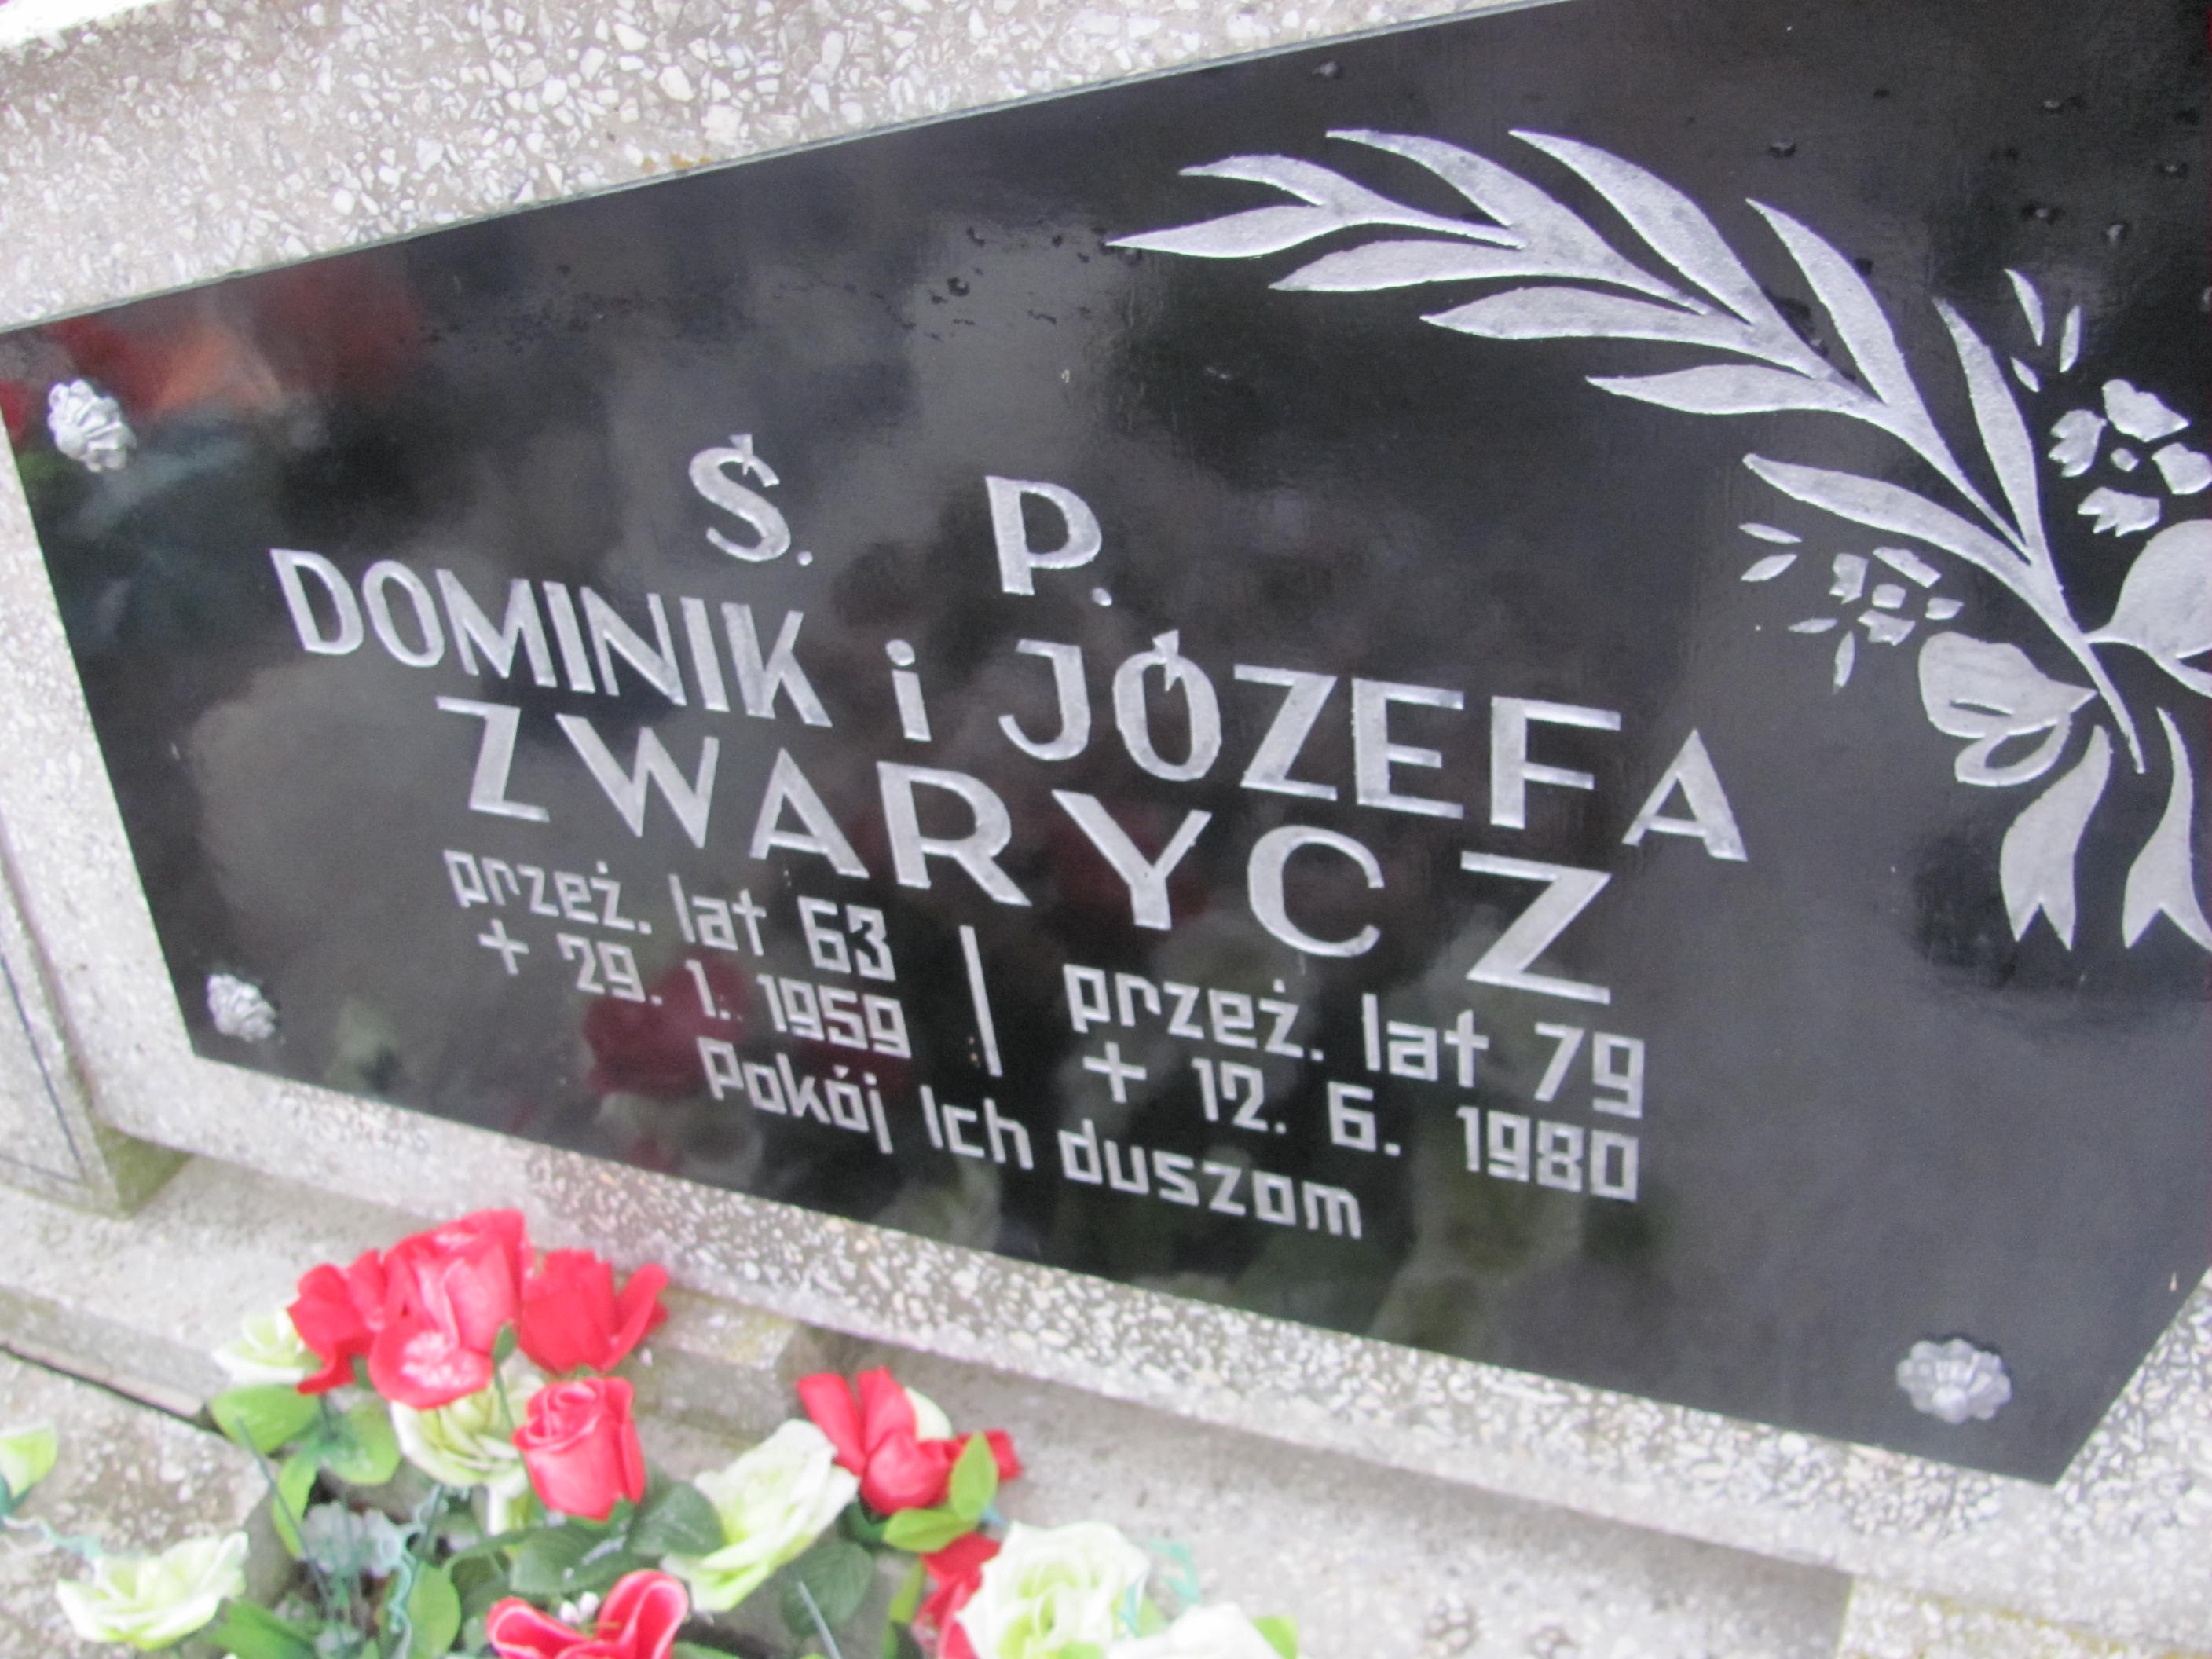 Ś. P.
DOMINIK i JÓZEFA
ZWARYCZ
przeż. lat 63 | przeż. lat 79
+ 29. 1. 1959 | + 12. 6. 1980
Pokój Ich duszom